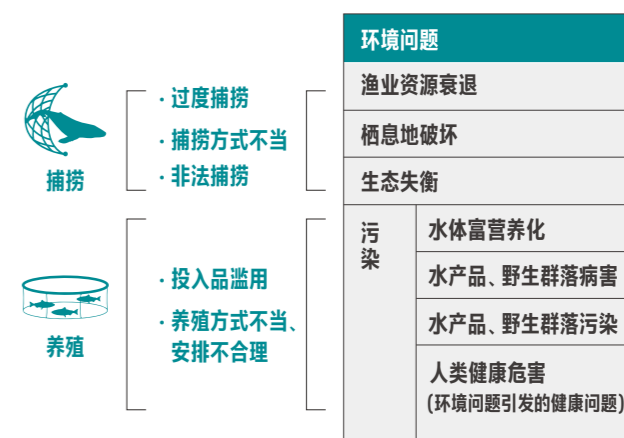 捕捞
· 过度捕捞
· 捕捞方式不当
· 非法捕捞
养殖
· 投入品滥用
· 养殖方式不当、
安排不合理
环境问题
渔业资源衰退
栖息地破坏
生态失衡
污染
水体富营养化
水产品、野生群落病害
水产品、野生群落污染
人类健康危害
(环境问题引发的健康问题)